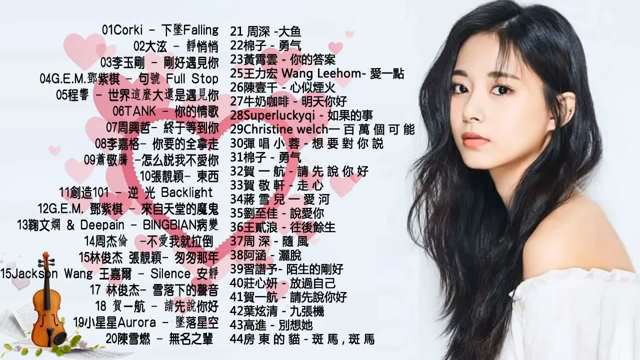 01Corki - 下墜Falling
02大泫 - 靜悄悄
03李玉剛 - 剛好遇見你
04G.E.M.鄧紫棋 - 句號 Full Stop
05程響 - 世界這麼大還是遇見你
06TANK - 你的情歌
07周興哲- 終于等到你
08李嘉格- 你要的全拿走
09蕭敬騰 -怎么説我不愛你
10張靚穎- 東西
11創造101 - 逆 光 Backlight
12G.E.M. 鄧紫棋 - 來自天堂的魔鬼
13鞠文嫻 & Deepain - BINGBIAN病變
14周杰倫 -不愛我就拉倒
15林俊杰 張靚穎- 匆匆那年
15Jackson Wang 王嘉爾 - Silence 安靜
17 林俊杰- 雪落下的聲音
18 賀一航 - 請先說你好
19小星星Aurora - 墜落星空
20陳雪燃 - 無名之輩
21 周深 -大鱼
22棉子 - 勇气
23黃霄雲 - 你的答案
25王力宏 Wang Leehom- 愛一點
26陳壹千 - 心似煙火
27牛奶咖啡 - 明天你好
28Superluckyqi - 如果的事
29Christine welch一 百 萬 個 可 能
30彈 唱 小 蓉 - 想 要 對 你 説
31棉子 - 勇气
32賀 一 航 - 請 先 說 你 好
33賀 敬 軒 - 走 心
34蔣 雪 兒 一 愛 河
35劉至佳 - 說愛你
36王貳浪 - 往後餘生
37周 深 - 隨 風
38阿涵 - 灑脫
39習譜予- 陌生的剛好
40莊心妍 - 放過自己
41賀一航 - 請先說你好
42葉炫清 - 九張機
43高進 - 別想她
44房 東 的 貓 - 斑 馬 , 斑 馬